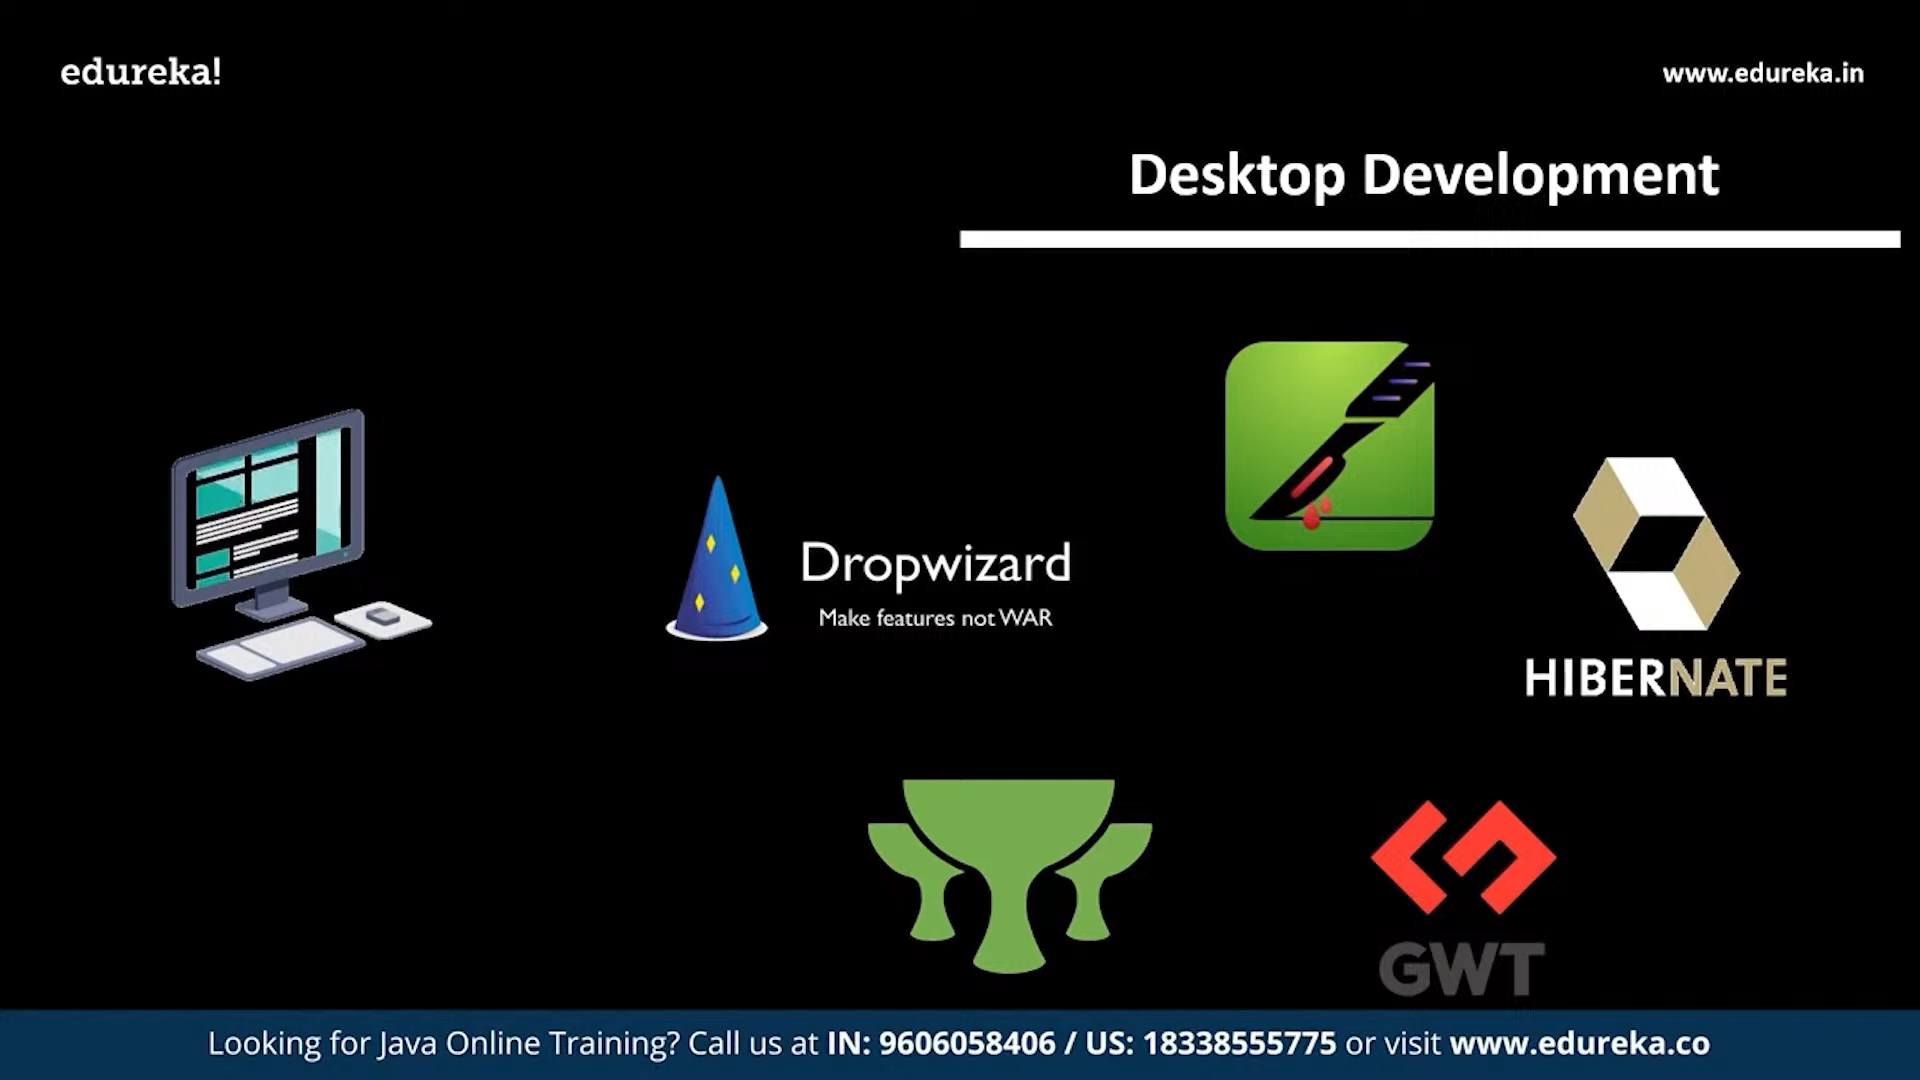 edureka!
www.edureka.in
Desktop Development
Dropwizard
Make features not WAR
HIBERNATE
GWT
Looking for Java Online Training? Call us at IN: 9606058406 / US: 18338555775 or visit www.edureka.co